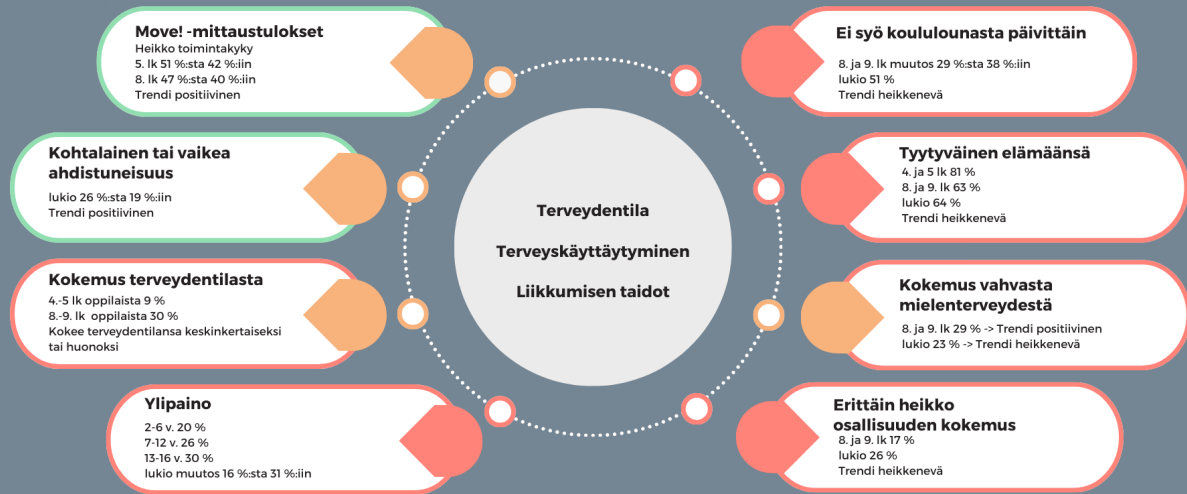 Move! -mittaustulokset
Heikko toimintakyky
5. lk 51 %:sta 42 %:iin
8. lk 47 %:sta 40 %:iin
Trendi positiivinen
Kohtalainen tai vaikea
ahdistuneisuus
lukio 26 %:sta 19 %:iin
Trendi positiivinen
Kokemus terveydentilasta
4.-5 lk oppilaista 9 %
8.-9. lk oppilaista 30 %
Kokee terveydentilansa keskinkertaiseksi
tai huonoksi
Ylipaino
2-6 v. 20 %
7-12 v. 26 %
13-16 v. 30 %
lukio muutos 16 %:sta 31 %:iin
Terveydentila
Terveyskäyttäytyminen
Liikkumisen taidot
Ei syö koululounasta päivittäin
8. ja 9. lk muutos 29 %:sta 38 %:iin
lukio 51 %
Trendi heikkenevä
Tyytyväinen elämäänsä
4. ja 5 lk 81 %
8. ja 9. lk 63 %
lukio 64 %
Trendi heikkenevä
Kokemus vahvasta
mielenterveydestä
8. ja 9. lk 29 % -> Trendi positiivinen
lukio 23 % -> Trendi heikkenevä
Erittäin heikko
osallisuuden kokemus
8. ja 9. lk 17 %
lukio 26 %
Trendi heikkenevä